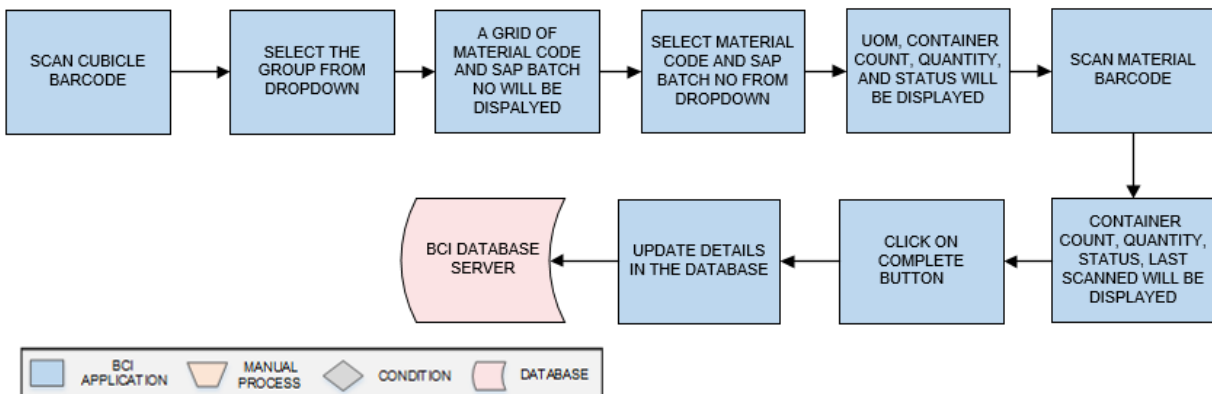 SCAN CUBICLE
BARCODE
SELECT THE
GROUP FROM
DROPDOWN
A GRID OF
MATERIAL CODE
AND SAP BATCH
NO WILL BE
DISPALYED
SELECT MATERIAL
CODE AND SAP
BATCH NO FROM
DROPDOWN
UOM, CONTAINER
COUNT, QUANTITY,
AND STATUS WILL
BE DISPLAYED
SCAN MATERIAL
BARCODE
CONTAINER
COUNT, QUANTITY,
STATUS, LAST
SCANNED WILL BE
DISPLAYED
CLICK ON
COMPLETE
BUTTON
UPDATE DETAILS
IN THE DATABASE
BCI DATABASE
SERVER
BCI
APPLICATION
MANUAL
PROCESS
CONDITION
DATABASE